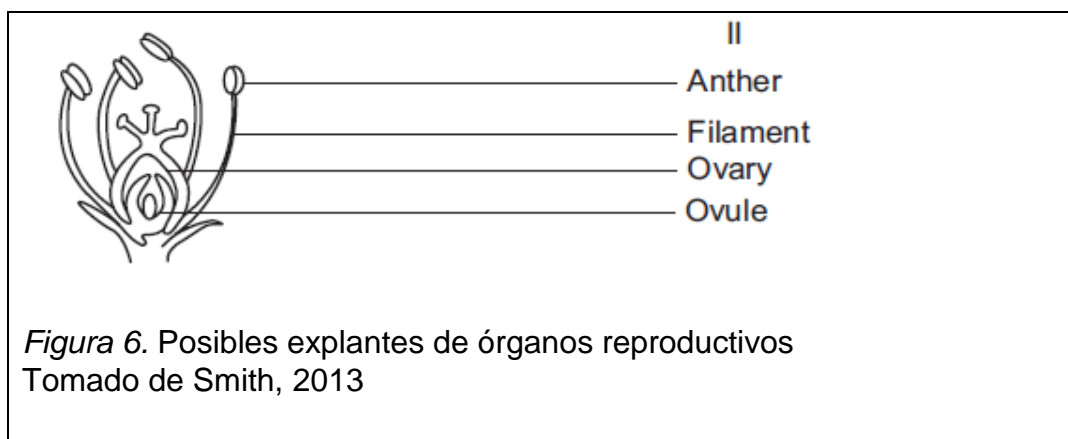 II
Anther
Filament
Ovary
Ovule
Figura 6. Posibles explantes de órganos reproductivos
Tomado de Smith, 2013